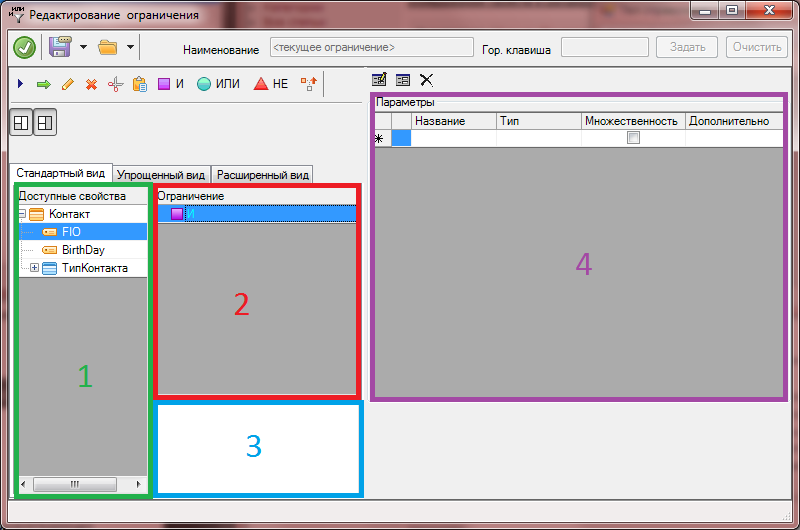 Редактирование ограничения
Наименование <текущее ограничение> Гор. клавиша Задать Очистить
И ИЛИ НЕ
Параметры
Название Тип Множественность Дополнительно
Стандартный вид Упрощенный вид Расширенный вид
Доступные свойства
Контакт
FIO
BirthDay
ТипКонтакта
1
Ограничение
И
2
3
4